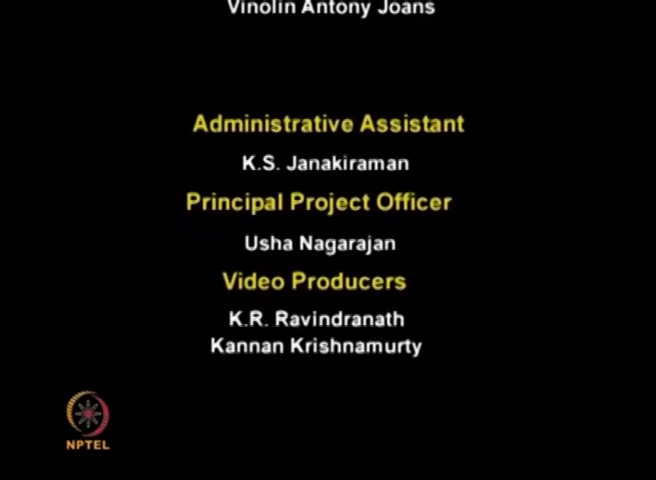 Vinolin Antony Joans
Administrative Assistant
K.S. Janakiraman
Principal Project Officer
Usha Nagarajan
Video Producers
K.R. Ravindranath
Kannan Krishnamurty
NPTEL